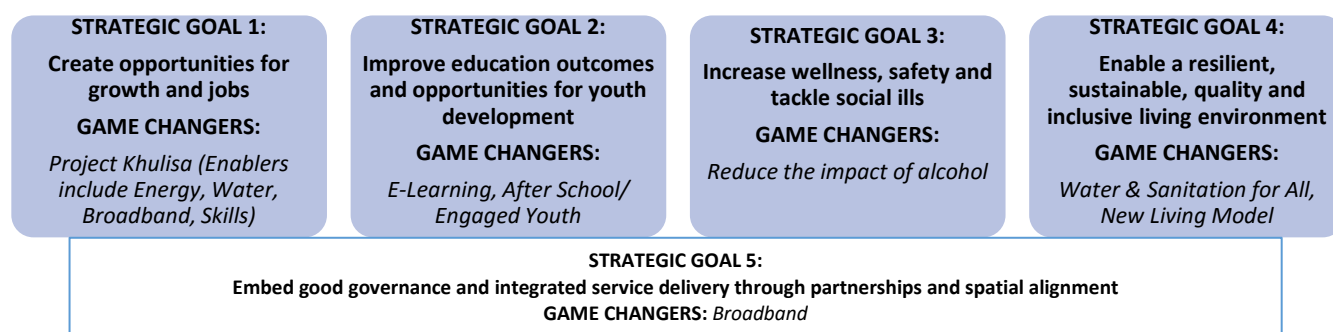 STRATEGIC GOAL 1:
Create opportunities for
growth and jobs
GAME CHANGERS:
Project Khulisa (Enablers
include Energy, Water,
Broadband, Skills)
STRATEGIC GOAL 2:
Improve education outcomes
and opportunities for youth
development
GAME CHANGERS:
E-Learning, After School/
Engaged Youth
STRATEGIC GOAL 3:
Increase wellness, safety and
tackle social ills
GAME CHANGERS:
Reduce the impact of alcohol
STRATEGIC GOAL 4:
Enable a resilient,
sustainable, quality and
inclusive living environment
GAME CHANGERS:
Water & Sanitation for All,
New Living Model
STRATEGIC GOAL 5:
Embed good governance and integrated service delivery through partnerships and spatial alignment
GAME CHANGERS: Broadband